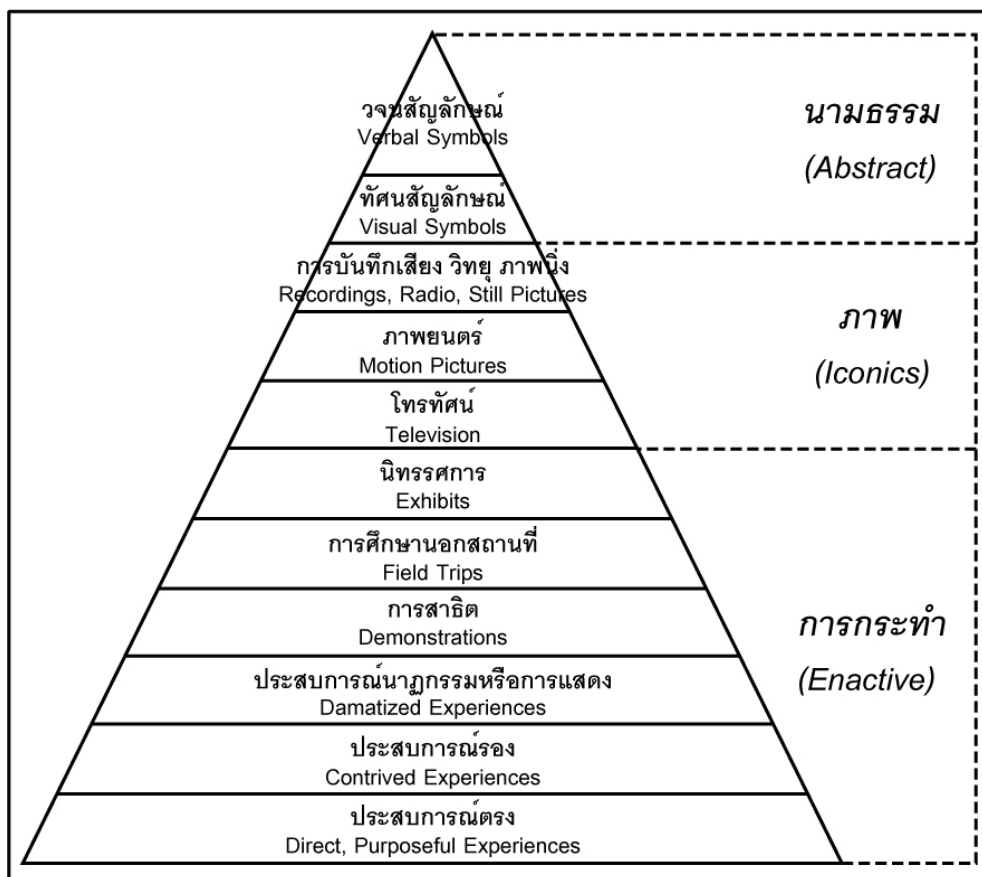 วจนสัญลักษณ์
Verbal Symbols
นามธรรม
(Abstract)
ทัศนสัญลักษณ์
Visual Symbols
การบันทึกเสียง วิทยุ ภาพนิ่ง
Recordings, Radio, Still Pictures
ภาพ
(Iconics)
ภาพยนตร์
Motion Pictures
โทรทัศน์
Television
นิทรรศการ
Exhibits
การศึกษานอกสถานที่
Field Trips
การสาธิต
Demonstrations
การกระทำ
(Enactive)
ประสบการณ์นาฏกรรมหรือการแสดง
Damatized Experiences
ประสบการณ์รอง
Contrived Experiences
ประสบการณ์ตรง
Direct, Purposeful Experiences